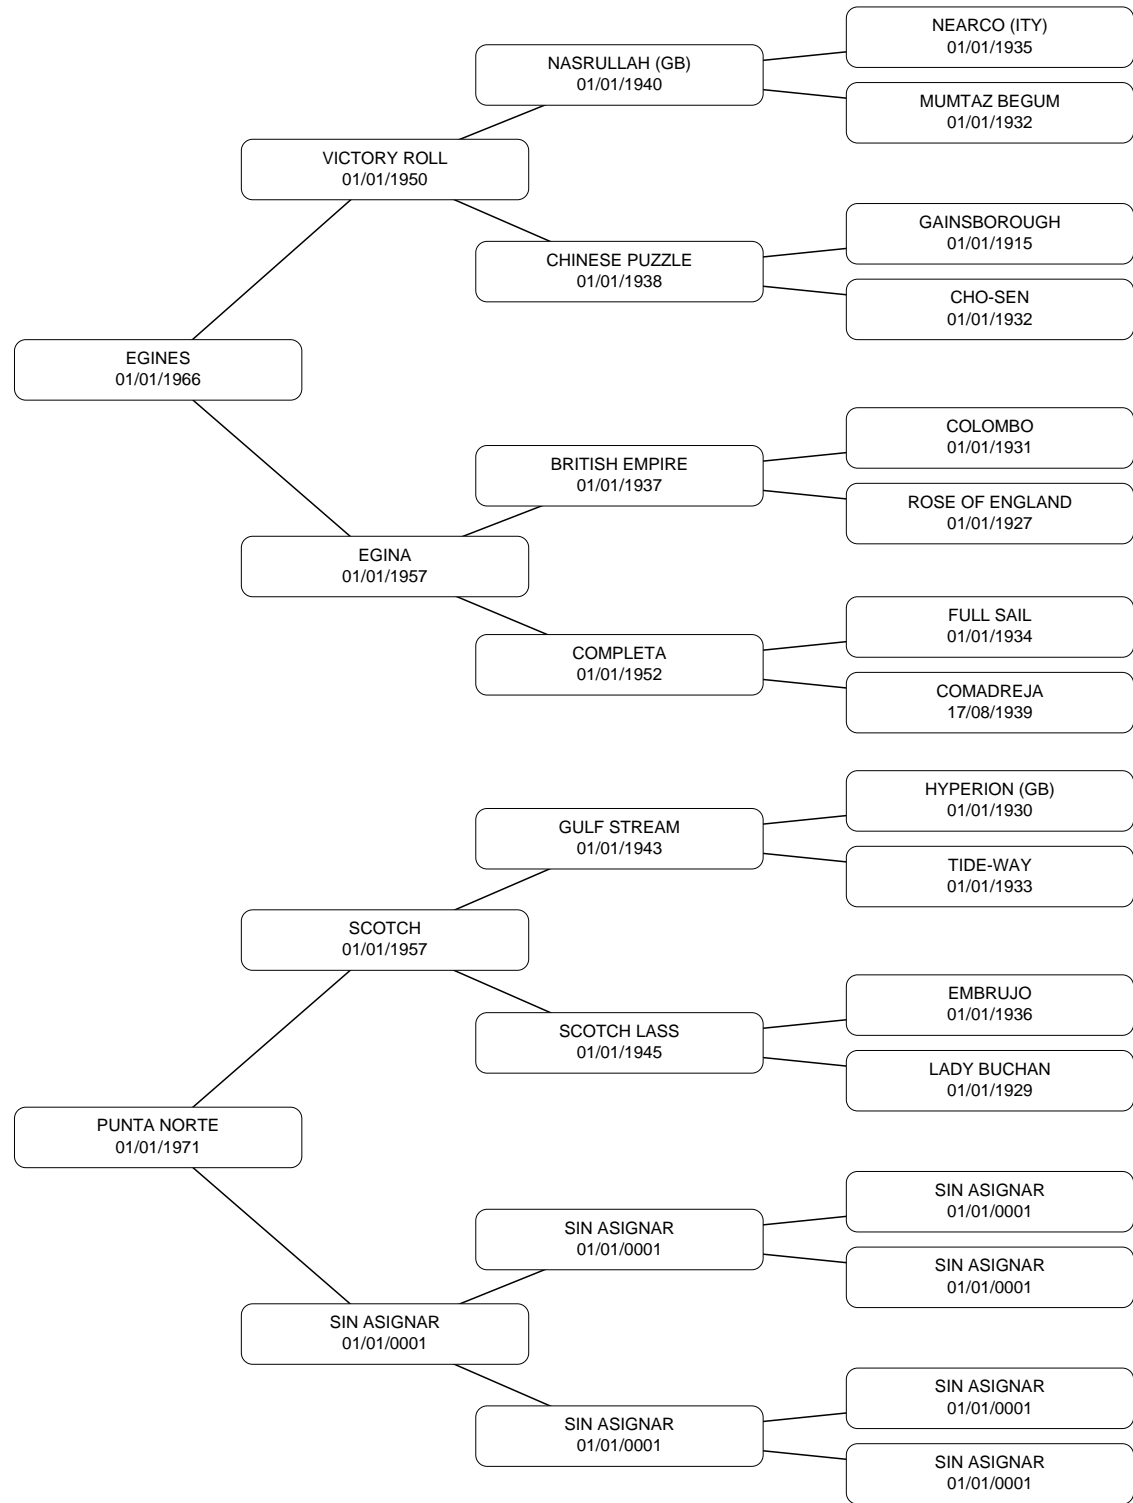 NEARCO (ITY)
01/01/1935
NASRULLAH (GB)
01/01/1940
MUMTAZ BEGUM
01/01/1932
VICTORY ROLL
01/01/1950
GAINSBOROUGH
01/01/1915
CHINESE PUZZLE
01/01/1938
CHO-SEN
01/01/1932
EGINES
01/01/1966
COLOMBO
01/01/1931
BRITISH EMPIRE
01/01/1937
ROSE OF ENGLAND
01/01/1927
EGINA
01/01/1957
FULL SAIL
01/01/1934
COMPLETA
01/01/1952
COMADREJA
17/08/1939
HYPERION (GB)
01/01/1930
GULF STREAM
01/01/1943
TIDE-WAY
01/01/1933
SCOTCH
01/01/1957
EMBRUJO
01/01/1936
SCOTCH LASS
01/01/1945
LADY BUCHAN
01/01/1929
PUNTA NORTE
01/01/1971
SIN ASIGNAR
01/01/0001
SIN ASIGNAR
01/01/0001
SIN ASIGNAR
01/01/0001
SIN ASIGNAR
01/01/0001
SIN ASIGNAR
01/01/0001
SIN ASIGNAR
01/01/0001
SIN ASIGNAR
01/01/0001